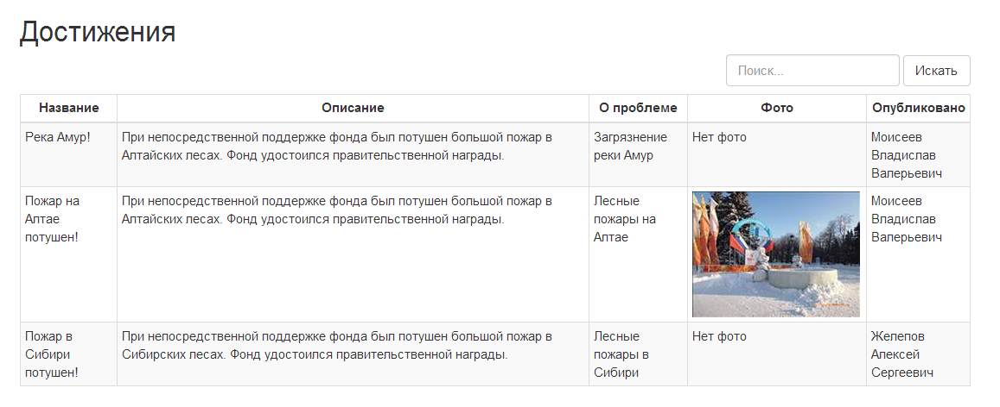 Достижения
Поиск...
Искать
Название
Описание
О проблеме
Фото
Опубликовано
Река Амур!
При непосредственной поддержке фонда был потушен большой пожар в
Алтайских лесах. Фонд удостоился правительственной награды.
Загрязнение
реки Амур
Нет фото
Моисеев
Владислав
Валерьевич
Пожар на
Алтае
потушен!
При непосредственной поддержке фонда был потушен большой пожар в
Алтайских лесах. Фонд удостоился правительственной награды.
Лесные
пожары на
Алтае
Моисеев
Владислав
Валерьевич
Пожар в
Сибири
потушен!
При непосредственной поддержке фонда был потушен большой пожар в
Сибирских лесах. Фонд удостоился правительственной награды.
Лесные
пожары в
Сибири
Нет фото
Желепов
Алексей
Сергеевич